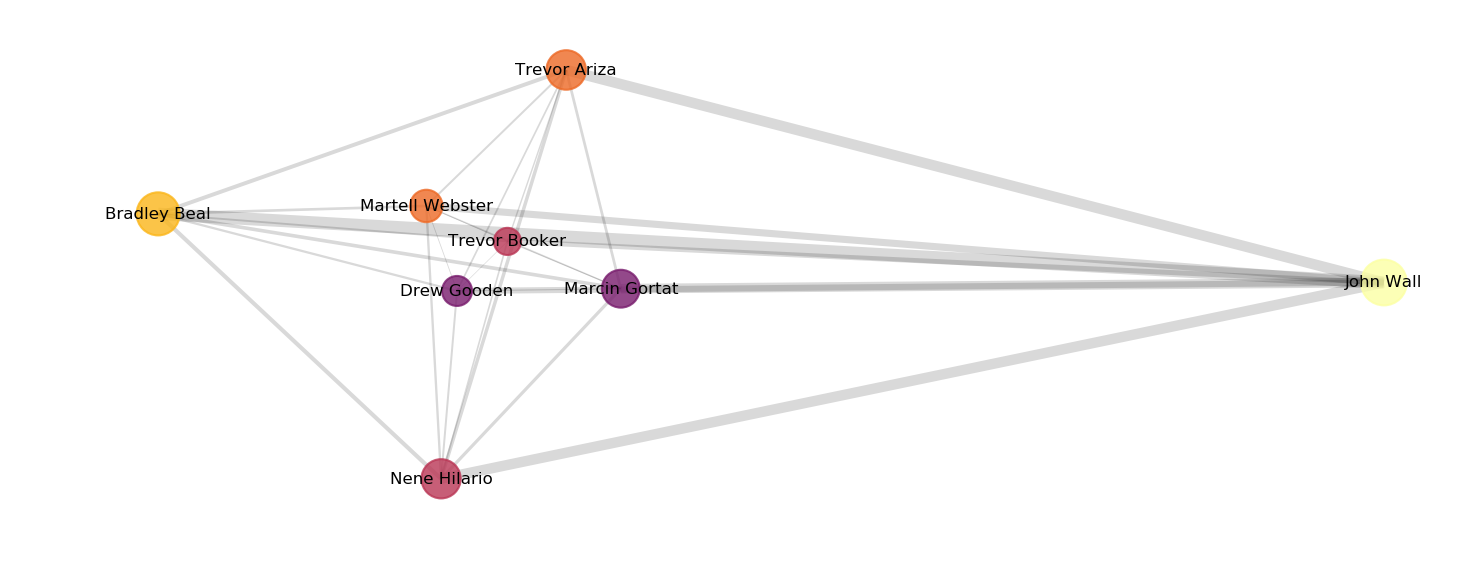 Trevor Ariza
Martell Webster
Bradley Beal
Trevor Booker
John Wall
Drew Gooden
Marcin Gortat
Nene Hilario